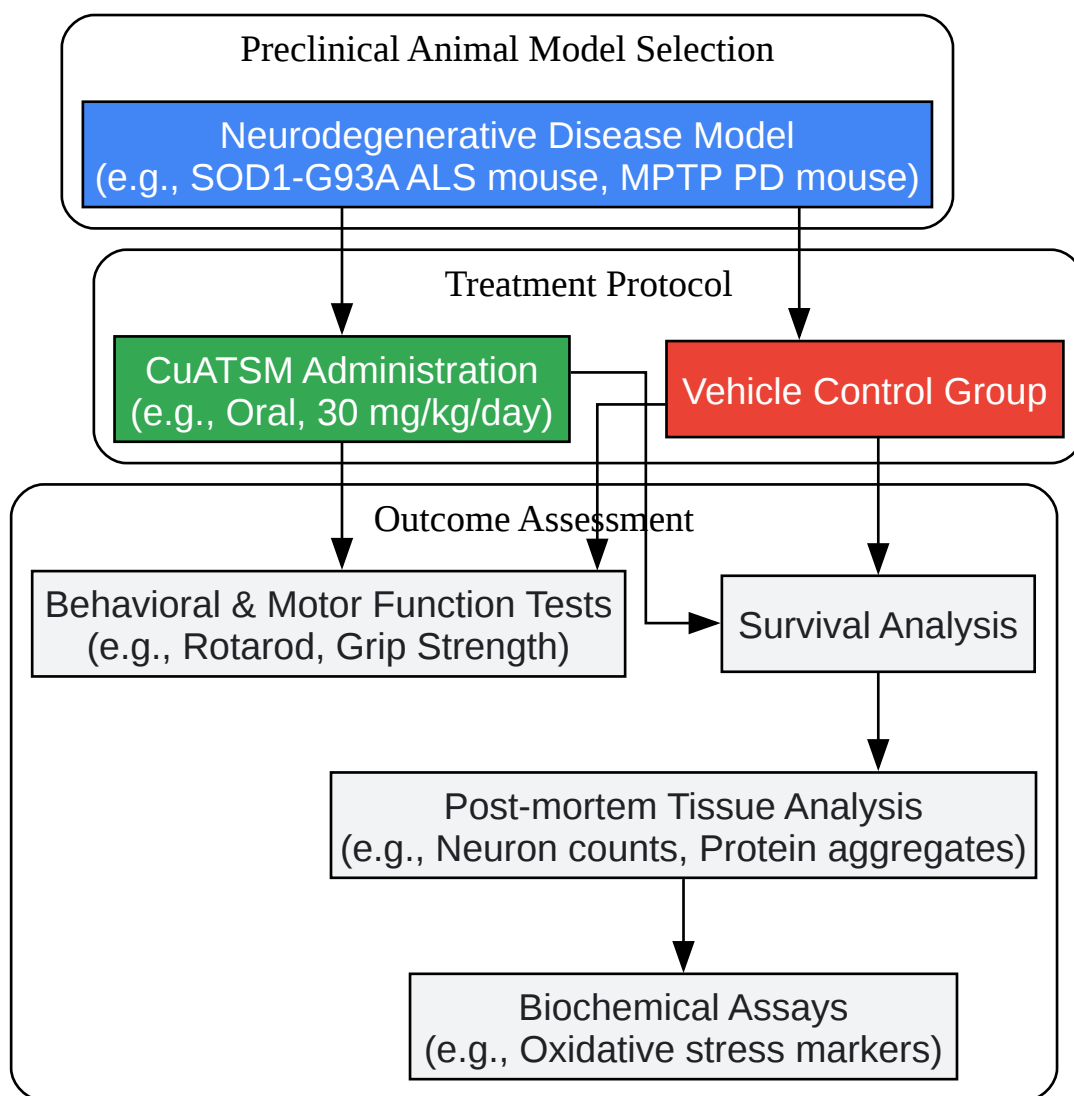 Preclinical Animal Model Selection
Neurodegenerative Disease Model
(e.g., SOD1-G93A ALS mouse, MPTP PD mouse)
Treatment Protocol
CuATSM Administration
(e.g., Oral, 30 mg/kg/day)
Vehicle Control Group
Outcome Assessment
Behavioral & Motor Function Tests
(e.g., Rotarod, Grip Strength)
Survival Analysis
Post-mortem Tissue Analysis
(e.g., Neuron counts, Protein aggregates)
Biochemical Assays
(e.g., Oxidative stress markers)